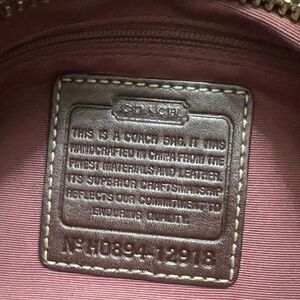 COACH
THIS IS A COACH BAG. IT WAS
HANDCRAFTED IN CHINA FROM THE
FINEST MATERIALS AND LEATHER.
ITS SUPERIOR CRAFTSMANSHIP
REFLECTS OUR COMMITMENT TO
ENDURING QUALITY.
Nº H0894-12918